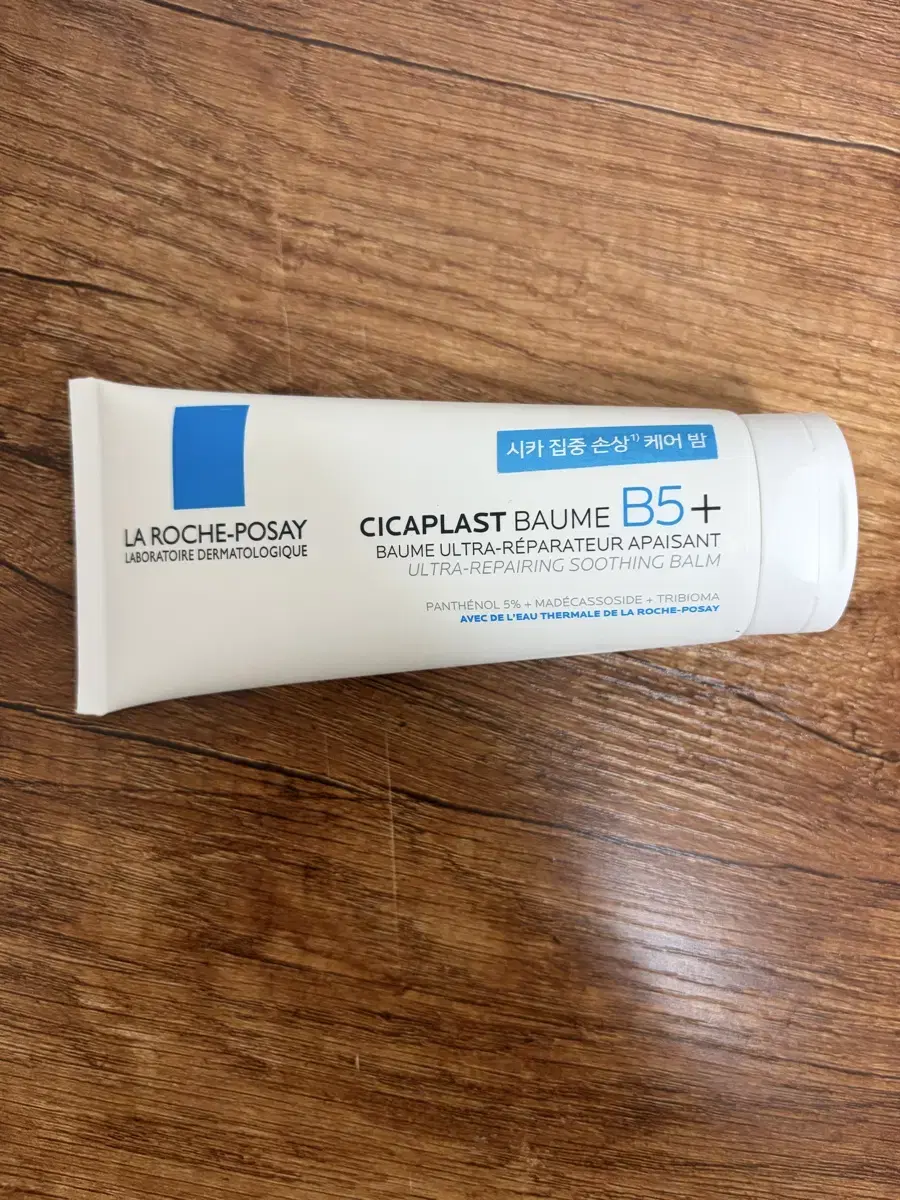 LA ROCHE-POSAY
LABORATOIRE DERMATOLOGIQUE
시카 집중 손상¹⁾ 케어 밤
CICAPLAST BAUME B5+
BAUME ULTRA-RÉPARATEUR APAISANT
ULTRA-REPAIRING SOOTHING BALM
PANTHÉNOL 5% + MADÉCASSOSIDE + TRIBIOMA
AVEC DE L'EAU THERMALE DE LA ROCHE-POSAY